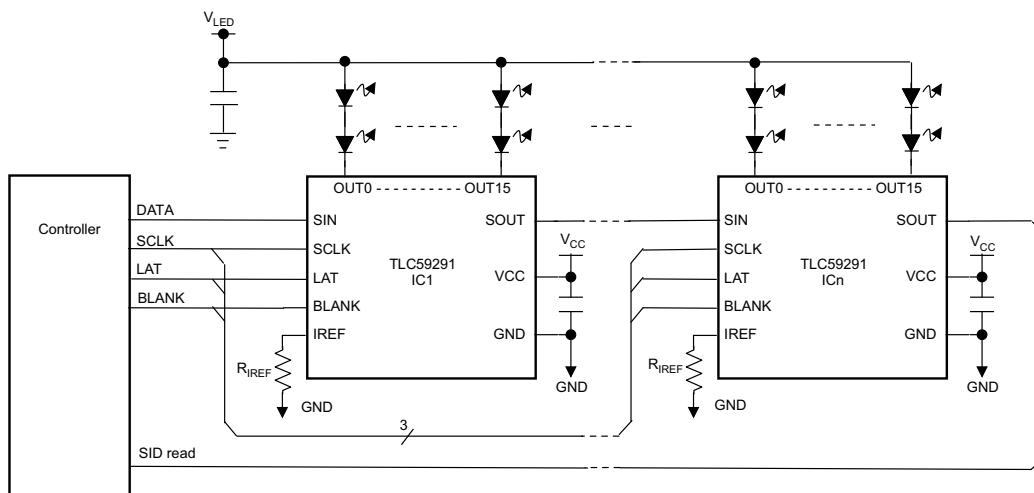 VLED
OUT0 OUT15
OUT0 OUT15
Controller
DATA
SCLK
LAT
BLANK
SIN
SCLK
LAT
BLANK
IREF
TLC59291
IC1
SOUT
VCC
GND
VCC
GND
RIREF
GND
SIN
SCLK
LAT
BLANK
IREF
TLC59291
ICn
SOUT
VCC
GND
VCC
GND
RIREF
GND
3
SID read